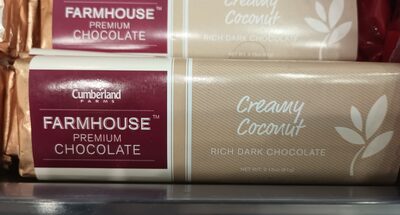 FARMHOUSE™
PREMIUM
CHOCOLATE
Creamy
Coconut
RICH DARK CHOCOLATE
Cumberland
FARMS
FARMHOUSE™
PREMIUM
CHOCOLATE
Creamy
Coconut
RICH DARK CHOCOLATE